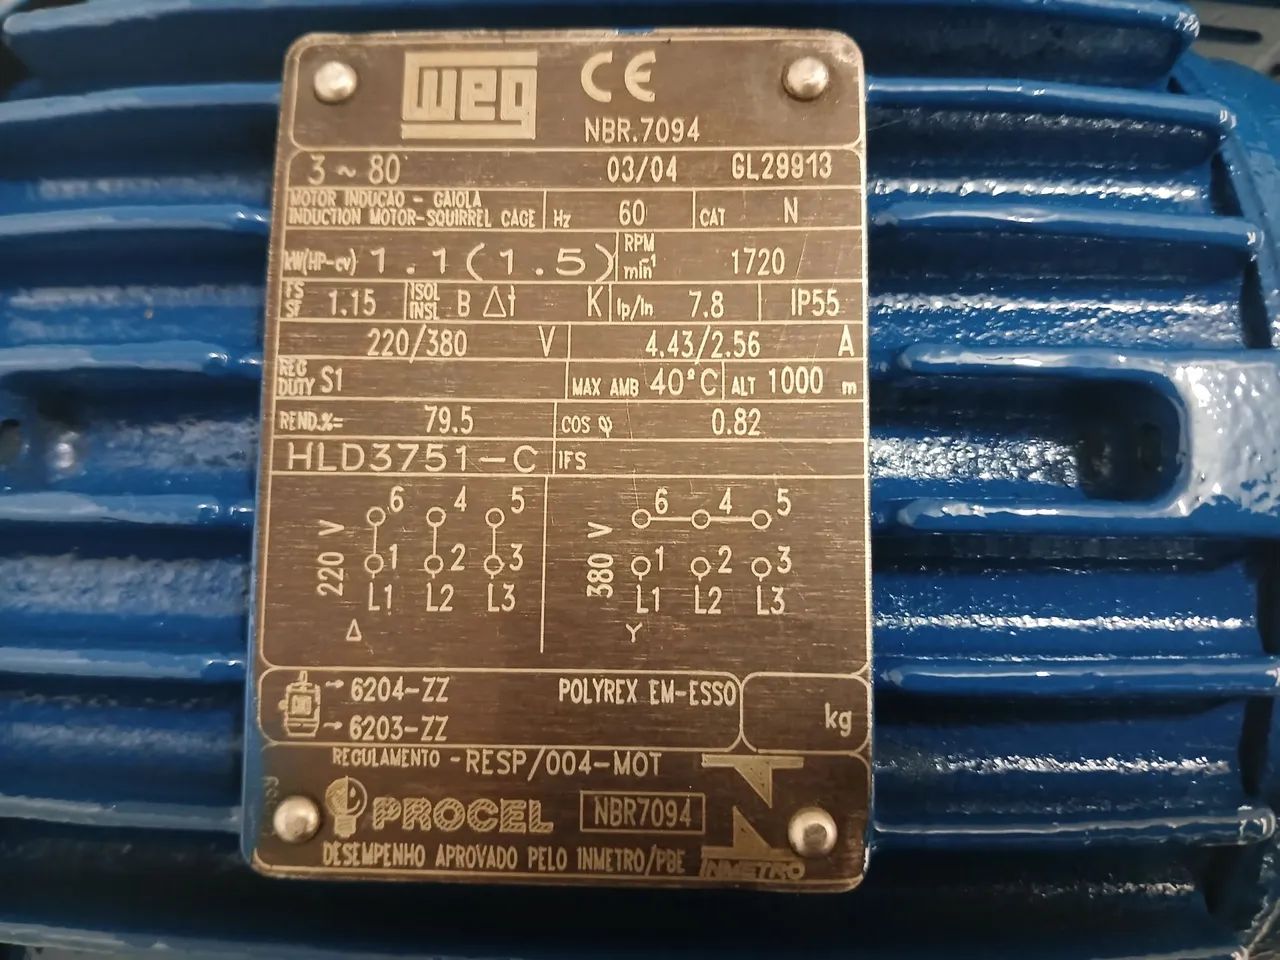 WEG CE
NBR.7094
3 ~ 80 03/04 GL29913
MOTOR INDUÇÃO - GAIOLA
INDUCTION MOTOR-SQUIRREL CAGE Hz 60 CAT N
kW(HP-cv) 1.1(1.5) RPM min-1 1720
FS SF 1.15 ISOL INSL B Δt K Ip/In 7.8 IP55
220/380 V 4.43/2.56 A
REG DUTY S1 MAX AMB 40°C ALT 1000 m
REND.%= 79.5 COS φ 0.82
HLD3751-C IFS
6 4 5 6 4 5
220 V 1 2 3 380 V 1 2 3
L1 L2 L3 L1 L2 L3
Δ Y
→ 6204-ZZ POLYREX EM-ESSO
→ 6203-ZZ kg
REGULAMENTO -RESP/004-MOT
PROCEL NBR7094
DESEMPENHO APROVADO PELO INMETRO/PBE INMETRO